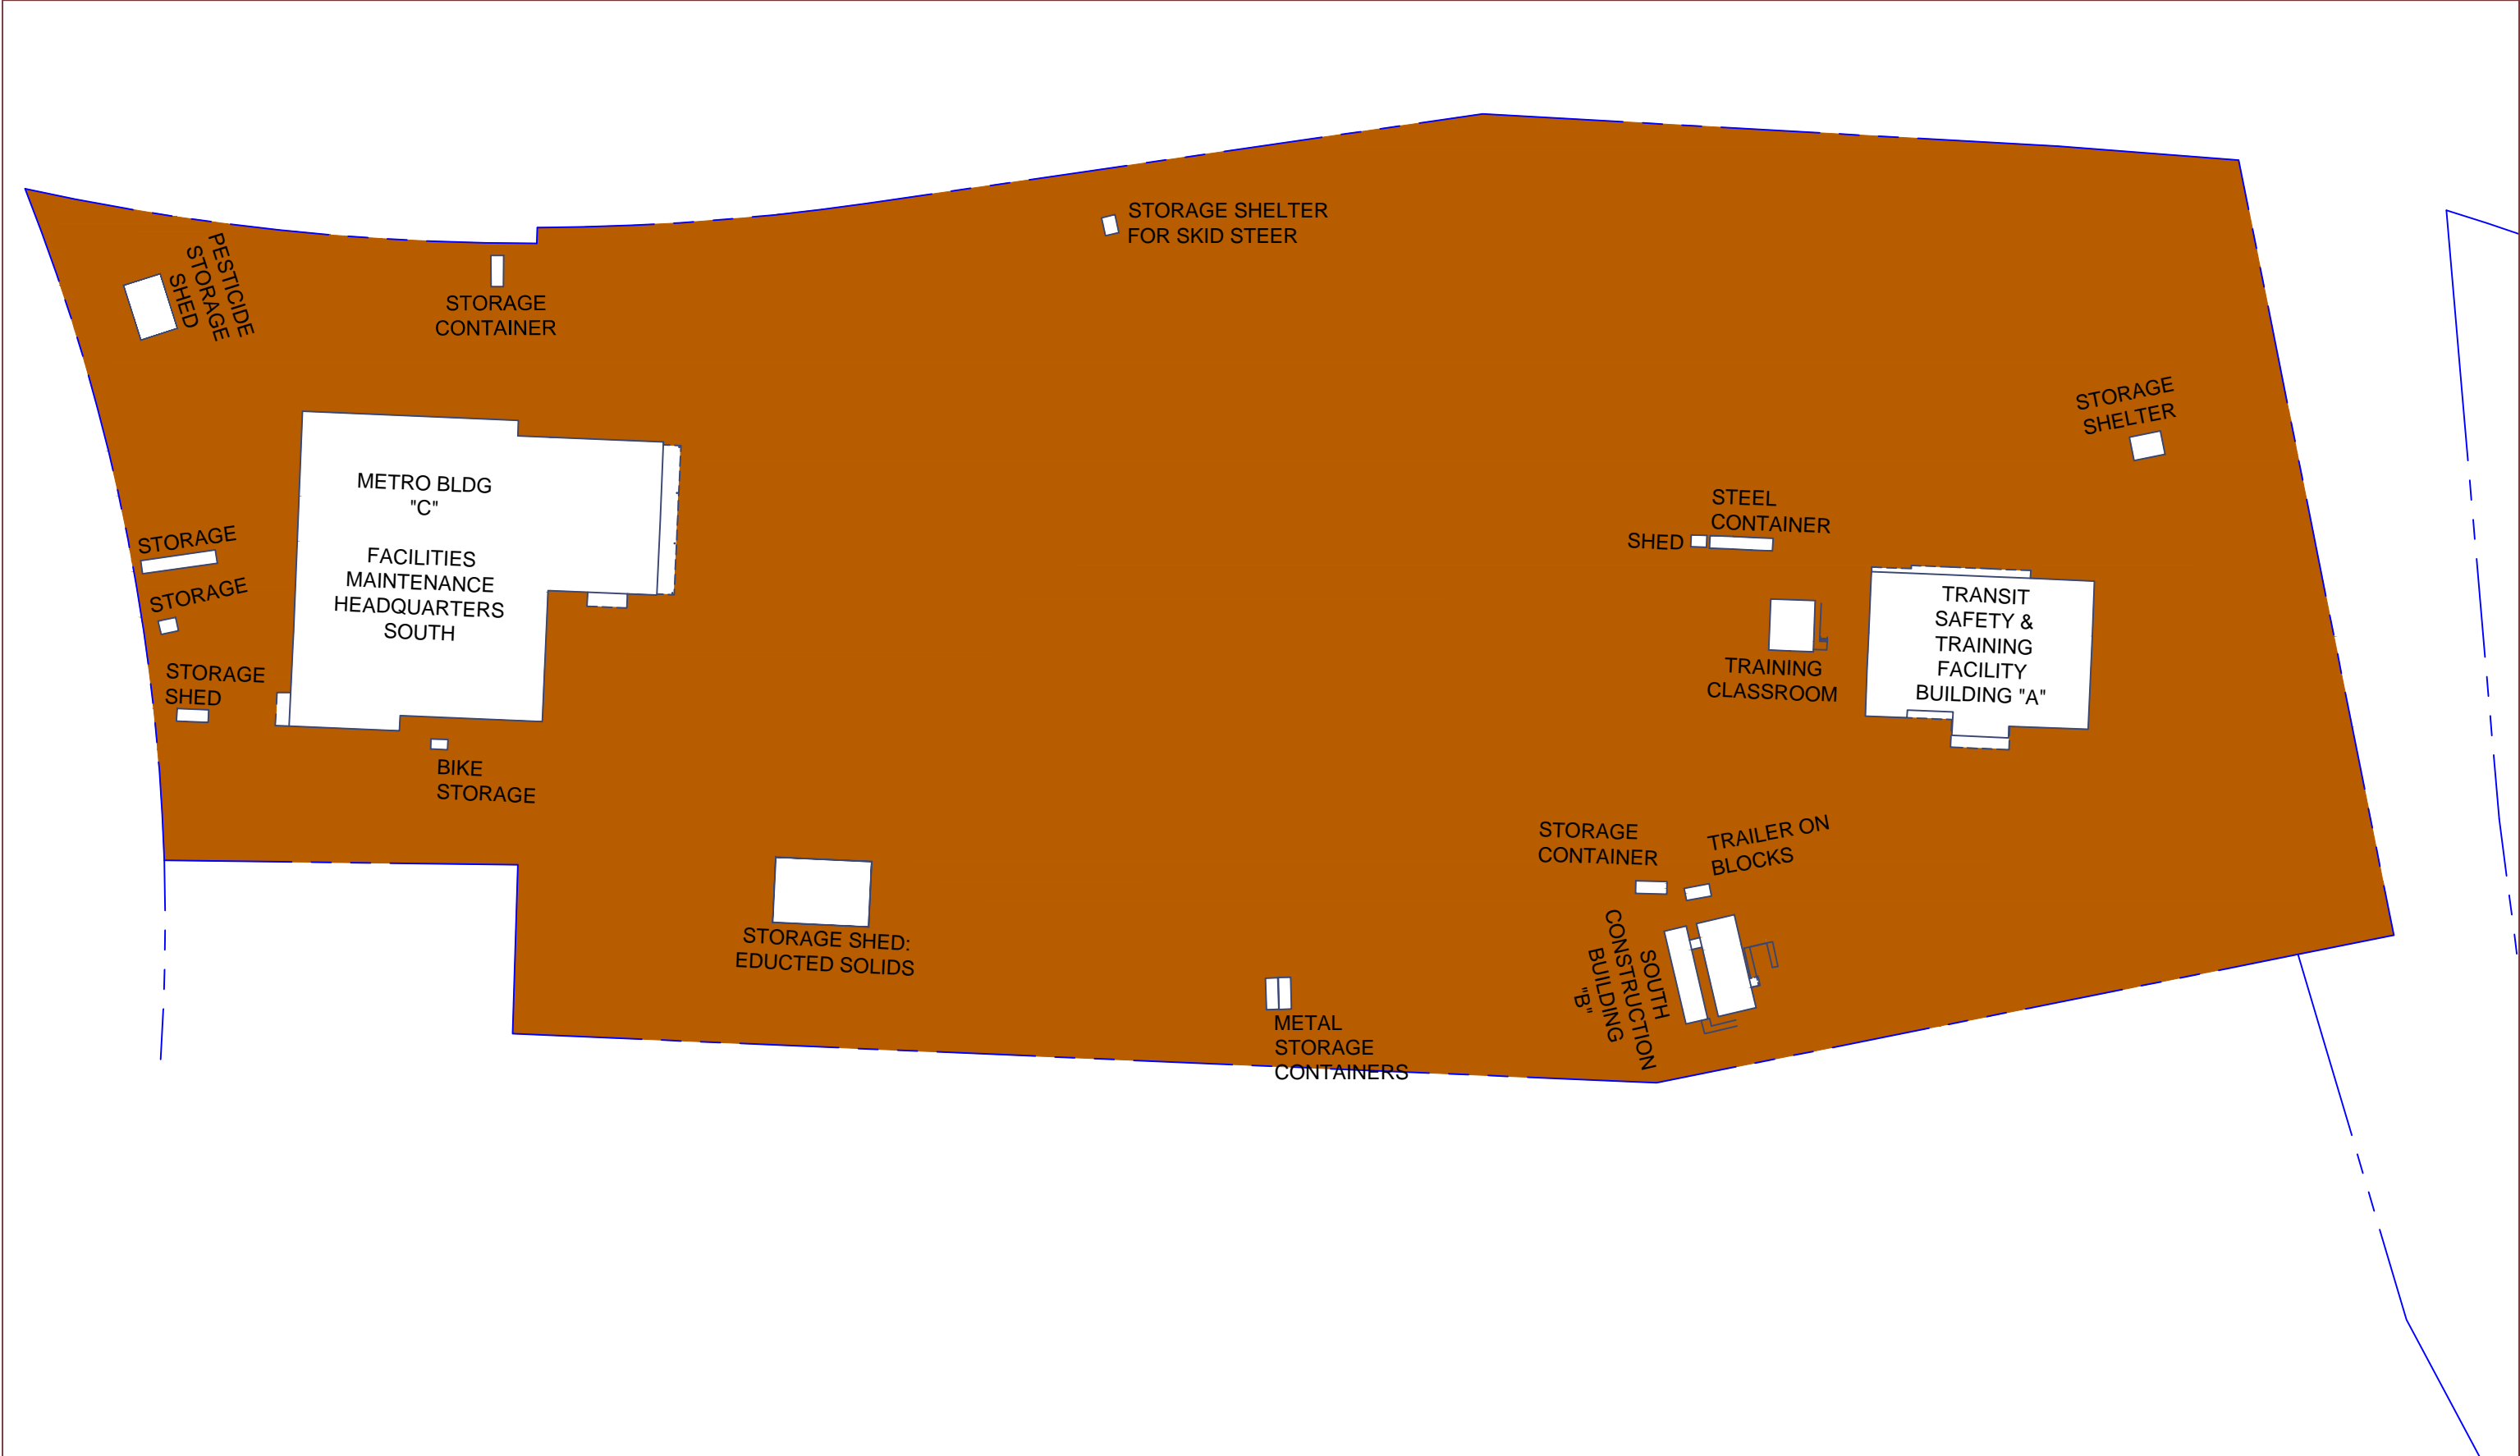 PESTICIDE
STORAGE
SHED
STORAGE
CONTAINER
STORAGE SHELTER
FOR SKID STEER
STORAGE
SHELTER
METRO BLDG
"C"
FACILITIES
MAINTENANCE
HEADQUARTERS
SOUTH
STORAGE
STORAGE
STORAGE
SHED
BIKE
STORAGE
STEEL
CONTAINER
SHED
TRANSIT
SAFETY &
TRAINING
FACILITY
BUILDING "A"
TRAINING
CLASSROOM
STORAGE
CONTAINER
TRAILER ON
BLOCKS
SOUTH
CONSTRUCTION
BUILDING
"B"
STORAGE SHED:
EDUCTED SOLIDS
METAL
STORAGE
CONTAINERS